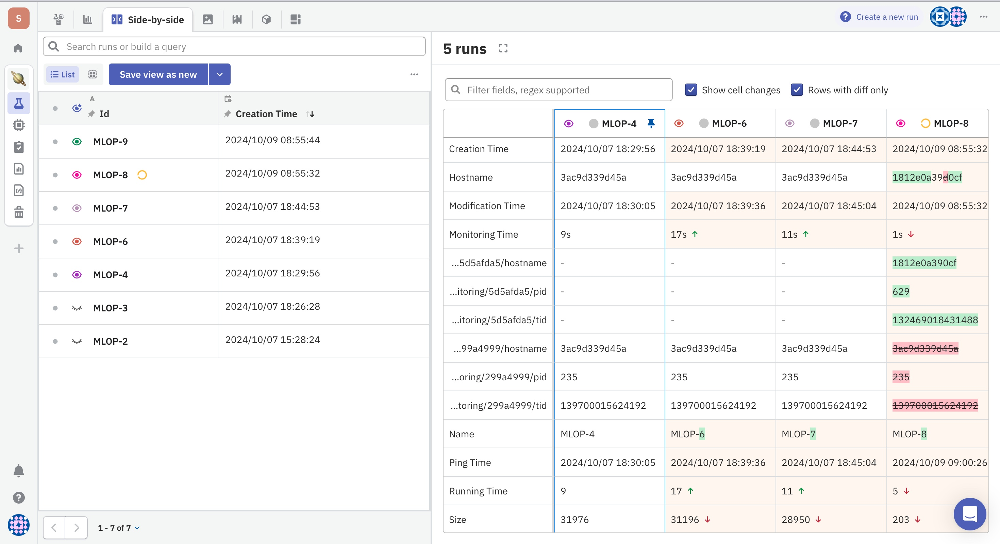 S
Side-by-side
Create a new run
Search runs or build a query
List
Save view as new
A
Id
Creation Time
MLOP-9
2024/10/09 08:55:44
MLOP-8
2024/10/09 08:55:32
MLOP-7
2024/10/07 18:44:53
MLOP-6
2024/10/07 18:39:19
MLOP-4
2024/10/07 18:29:56
MLOP-3
2024/10/07 18:26:28
MLOP-2
2024/10/07 15:28:24
1 - 7 of 7
5 runs
Filter fields, regex supported
Show cell changes
Rows with diff only
MLOP-4 MLOP-6 MLOP-7 MLOP-8
Creation Time 2024/10/07 18:29:56 2024/10/07 18:39:19 2024/10/07 18:44:53 2024/10/09 08:55:32
Hostname 3ac9d339d45a 3ac9d339d45a 3ac9d339d45a 1812e0a39d0cf
Modification Time 2024/10/07 18:30:05 2024/10/07 18:39:36 2024/10/07 18:45:04 2024/10/09 08:55:32
Monitoring Time 9s 17s 11s 1s
...5d5afda5/hostname - - - 1812e0a390cf
...itoring/5d5afda5/pid - - - 629
...itoring/5d5afda5/tid - - - 132469018431488
...99a4999/hostname 3ac9d339d45a 3ac9d339d45a 3ac9d339d45a 3ac9d339d45a
...oring/299a4999/pid 235 235 235 235
...toring/299a4999/tid 139700015624192 139700015624192 139700015624192 139700015624192
Name MLOP-4 MLOP-6 MLOP-7 MLOP-8
Ping Time 2024/10/07 18:30:05 2024/10/07 18:39:36 2024/10/07 18:45:04 2024/10/09 09:00:26
Running Time 9 17 11 5
Size 31976 31196 28950 203